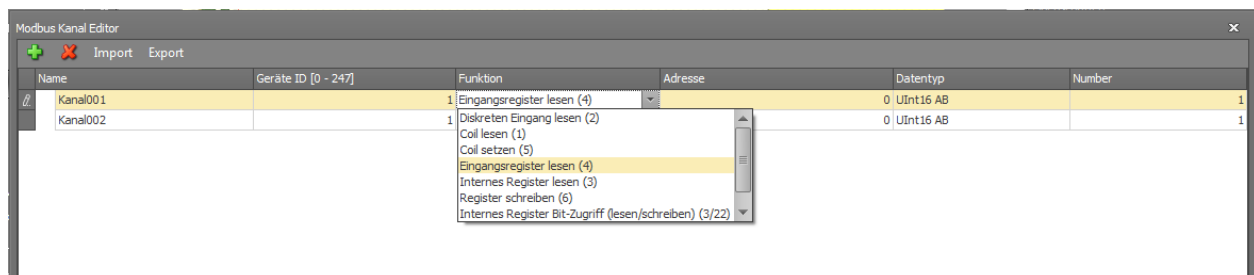 Modbus Kanal Editor
Import Export
Name Geräte ID [0 - 247] Funktion Adresse Datentyp Number
Kanal001 1 Eingangsregister lesen (4) 0 UInt16 AB 1
Kanal002 1 0 UInt16 AB 1
Diskreten Eingang lesen (2)
Coil lesen (1)
Coil setzen (5)
Eingangsregister lesen (4)
Internes Register lesen (3)
Register schreiben (6)
Internes Register Bit-Zugriff (lesen/schreiben) (3/22)